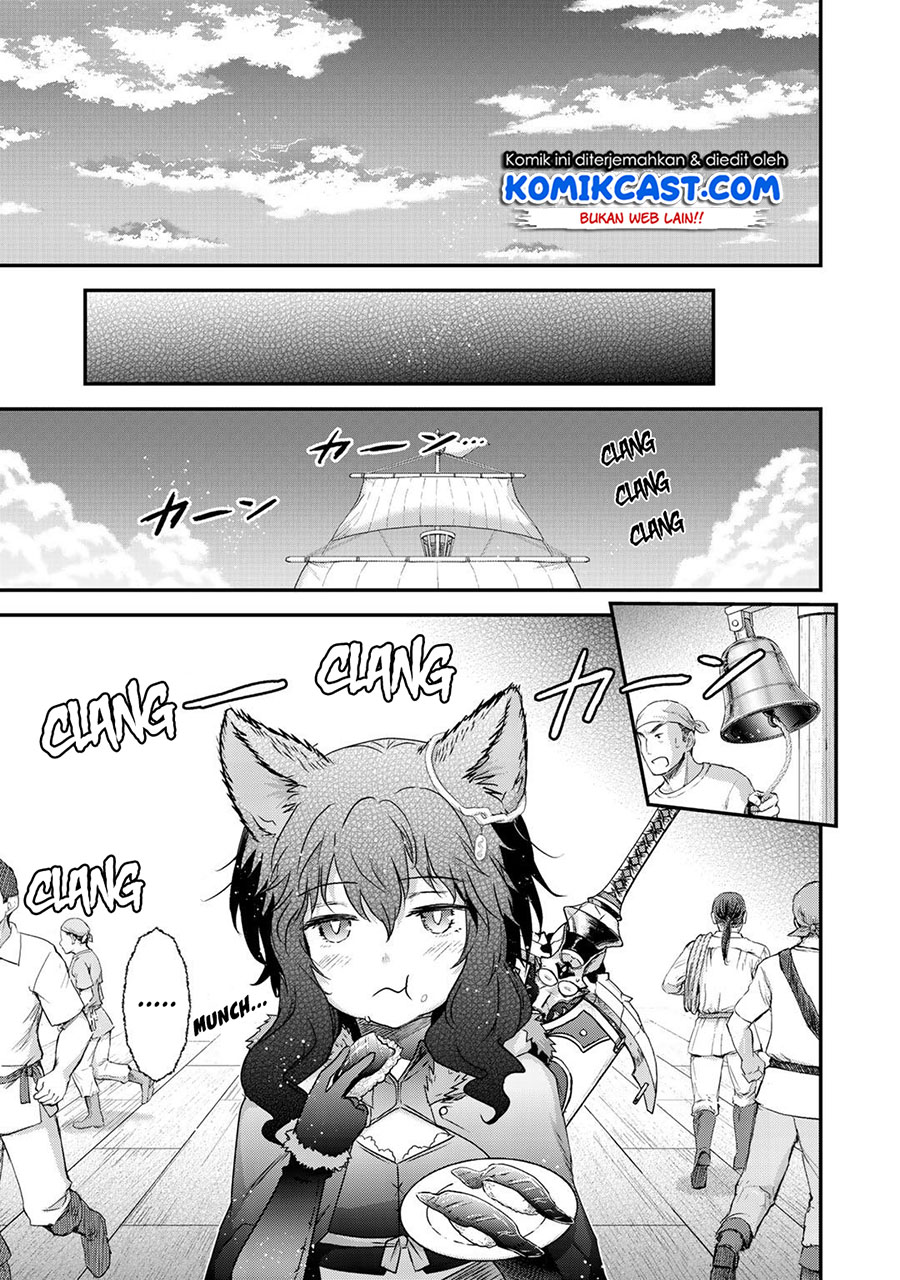 Komik ini diterjemahkan & diedit oleh
KOMIKCAST.COM
BUKAN WEB LAIN!!
カーン…
カーン
CLANG
CLANG
CLANG
カーン
CLANG
CLANG
CLANG
.....
MUNCH...